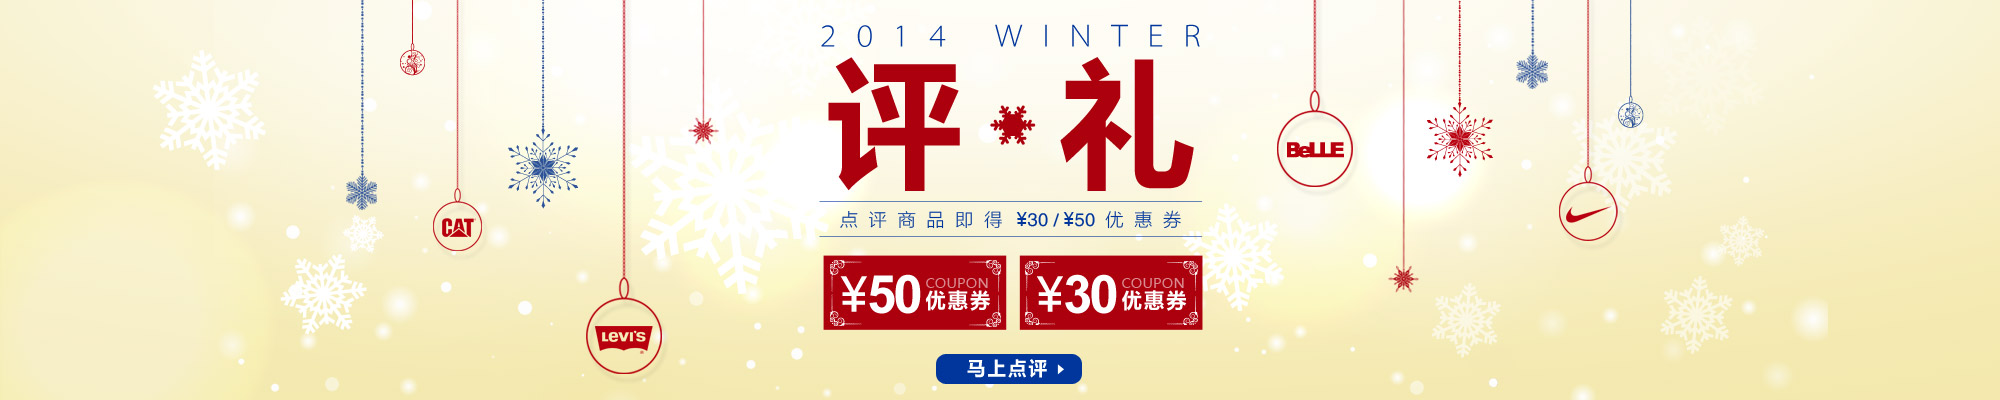 2014 WINTER
评 礼
点评商品即得 ¥30 / ¥50 优惠券
¥50 COUPON 优惠券
¥30 COUPON 优惠券
马上点评
CAT
LEVI'S
BeLLE